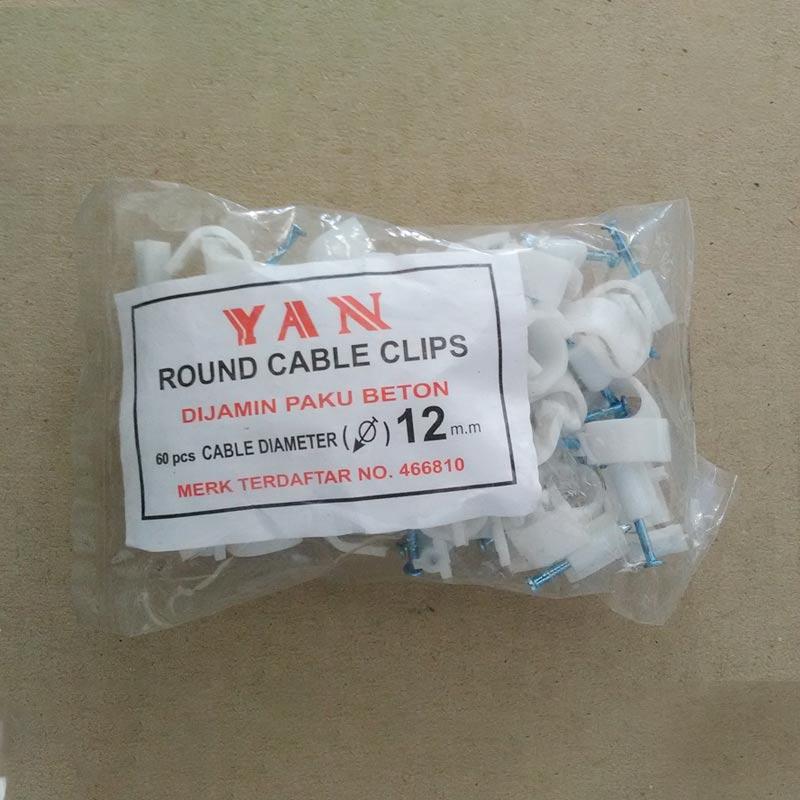 YAN
ROUND CABLE CLIPS
DIJAMIN PAKU BETON
60 pcs CABLE DIAMETER (⌀) 12 m.m
MERK TERDAFTAR NO. 466810